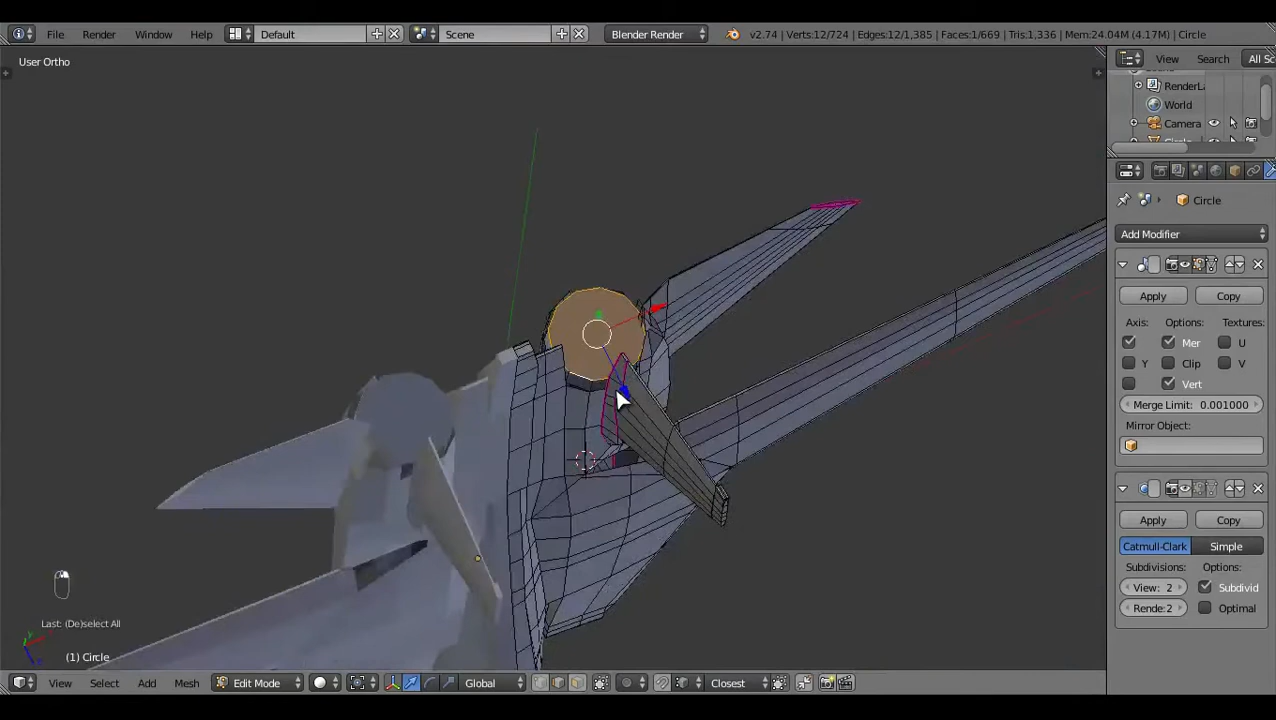 File Render Window Help Default Scene Blender Render v2.74 | Verts:12/724 | Edges:12/1,385 | Faces:1/669 | Tris:1,336 | Mem:24.04M (4.17M) | Circle
User Ortho
View Search All Sc
RenderLa
World
Camera
Circle
Add Modifier
Apply Copy
Axis: Options: Textures:
X Mer U
Y Clip V
Z Vert
Merge Limit: 0.001000
Mirror Object:
Apply Copy
Catmull-Clark Simple
Subdivisions: Options:
View: 2 Subdivid
Rende:2 Optimal
Last: (De)select All
(1) Circle
View Select Add Mesh Edit Mode Global Closest